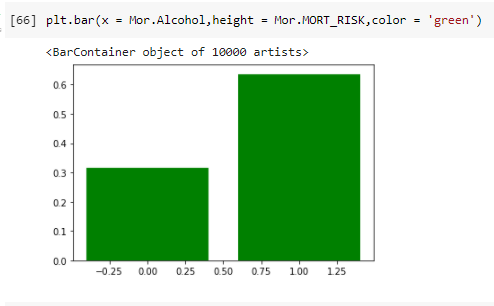 [66] plt.bar(x = Mor.Alcohol,height = Mor.MORT_RISK,color = 'green')
<BarContainer object of 10000 artists>
0.6
0.5
0.4
0.3
0.2
0.1
0.0
−0.25 0.00 0.25 0.50 0.75 1.00 1.25